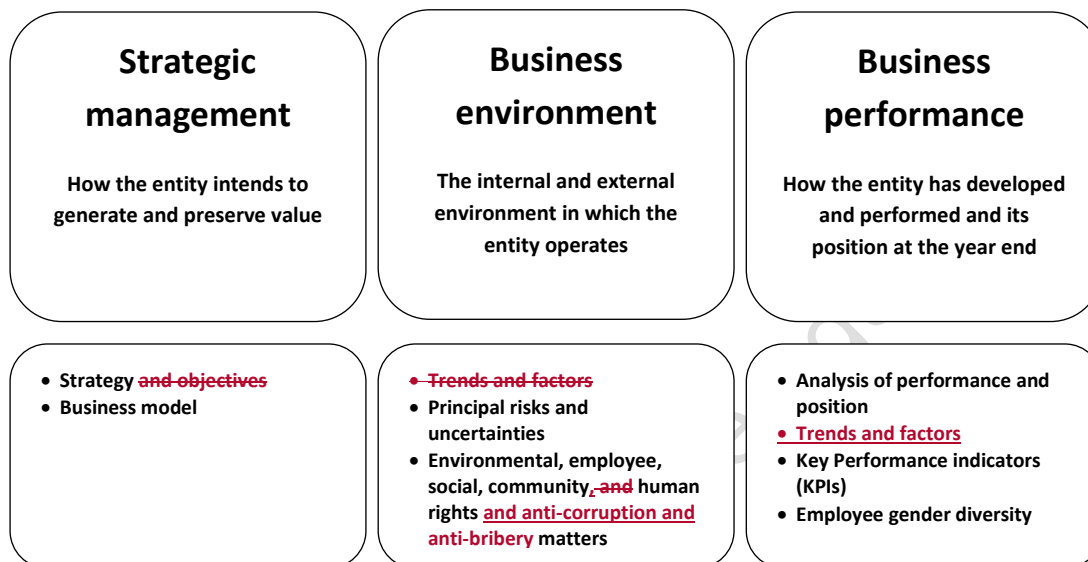 Strategic
management
How the entity intends to
generate and preserve value
Business
environment
The internal and external
environment in which the
entity operates
Business
performance
How the entity has developed
and performed and its
position at the year end
• Strategy and objectives
• Business model
• Trends and factors
• Principal risks and
uncertainties
• Environmental, employee,
social, community, and human
rights and anti-corruption and
anti-bribery matters
• Analysis of performance and
position
• Trends and factors
• Key Performance indicators
(KPIs)
• Employee gender diversity